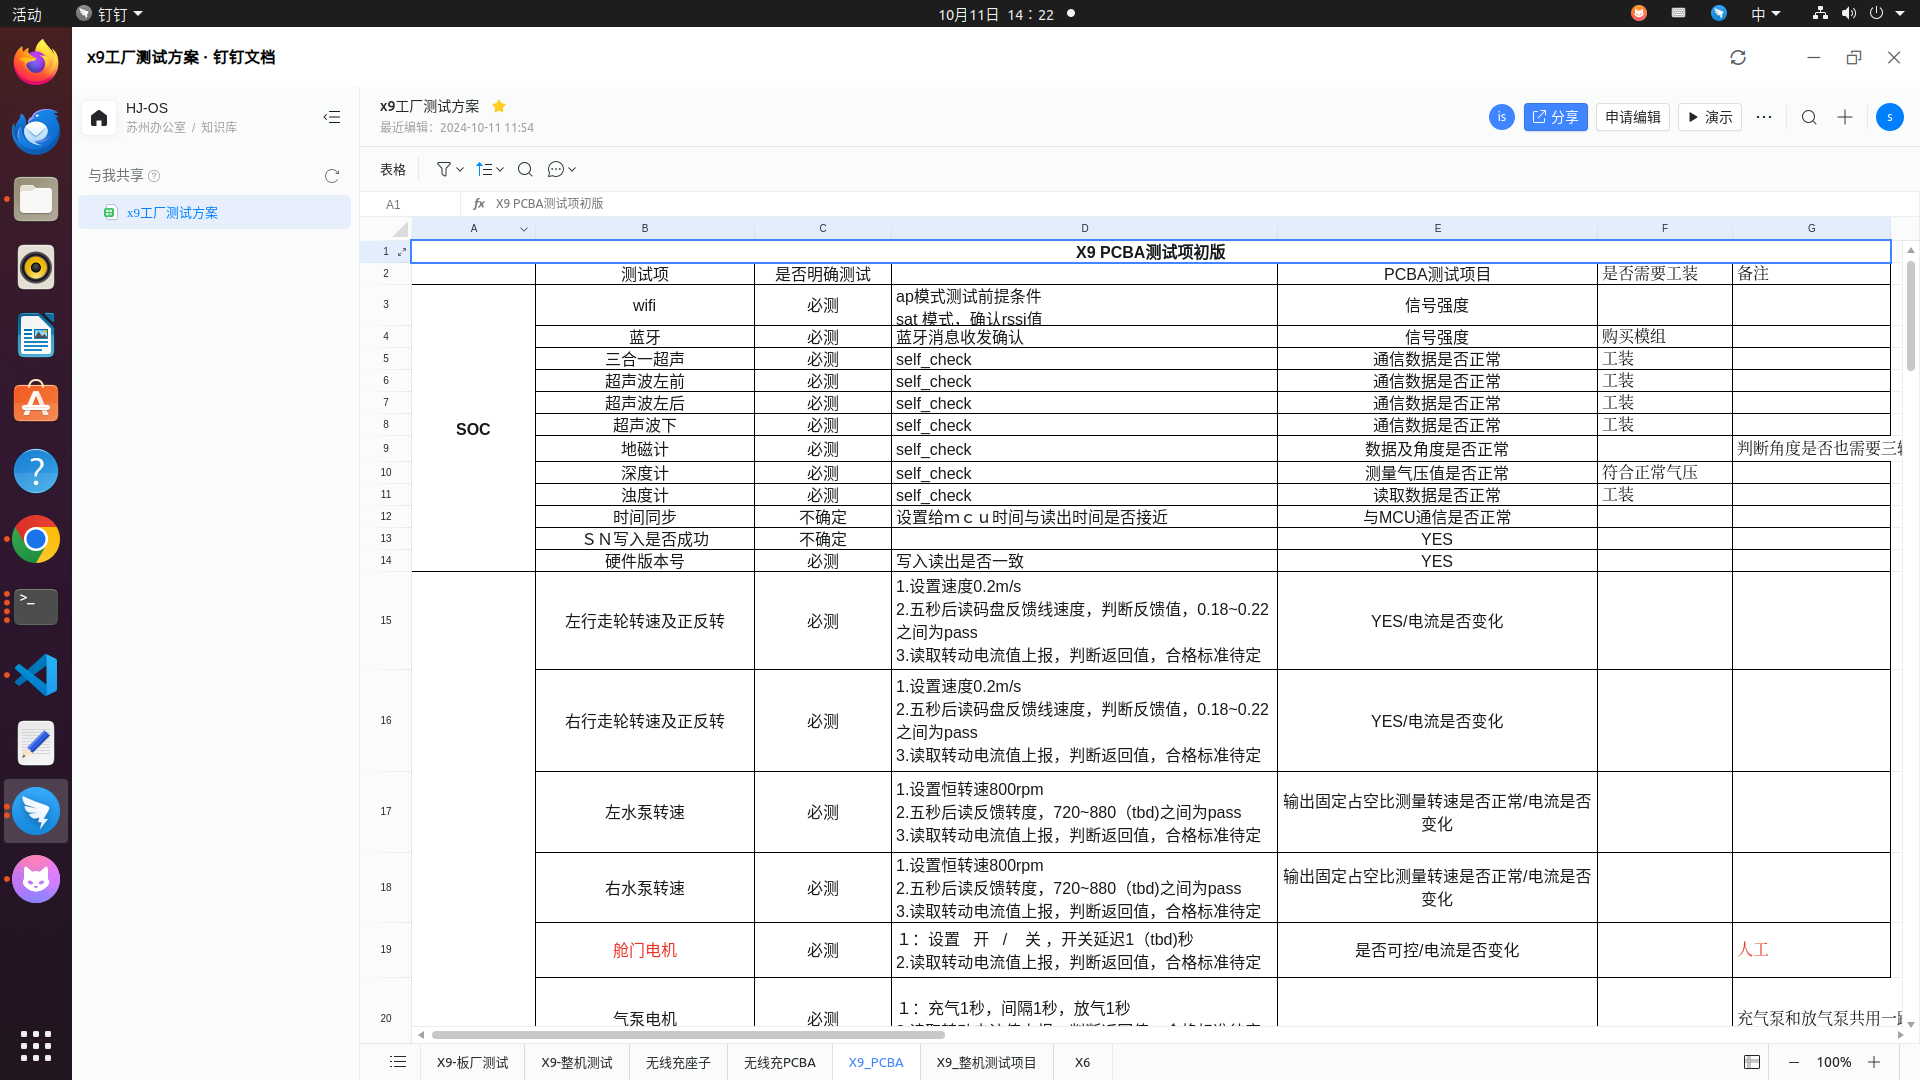 活动 钉钉 10月11日 14：22 中
x9工厂测试方案 · 钉钉文档
HJ-OS
苏州办公室 / 知识库
与我共享
x9工厂测试方案
x9工厂测试方案
最近编辑：2024-10-11 11:54
is 分享 申请编辑 演示 s
表格
A1 fx X9 PCBA测试项初版
A B C D E F G
1 X9 PCBA测试项初版
2 测试项 是否明确测试 PCBA测试项目 是否需要工装 备注
SOC
3 wifi 必测 ap模式测试前提条件 信号强度
sat 模式，确认rssi值
4 蓝牙 必测 蓝牙消息收发确认 信号强度 购买模组
5 三合一超声 必测 self_check 通信数据是否正常 工装
6 超声波左前 必测 self_check 通信数据是否正常 工装
7 超声波左后 必测 self_check 通信数据是否正常 工装
8 超声波下 必测 self_check 通信数据是否正常 工装
9 地磁计 必测 self_check 数据及角度是否正常 判断角度是否也需要三
10 深度计 必测 self_check 测量气压值是否正常 符合正常气压
11 浊度计 必测 self_check 读取数据是否正常 工装
12 时间同步 不确定 设置给ｍｃｕ时间与读出时间是否接近 与MCU通信是否正常
13 ＳＮ写入是否成功 不确定 YES
14 硬件版本号 必测 写入读出是否一致 YES
15 左行走轮转速及正反转 必测 1.设置速度0.2m/s YES/电流是否变化
2.五秒后读码盘反馈线速度，判断反馈值，0.18~0.22
之间为pass
3.读取转动电流值上报，判断返回值，合格标准待定
16 右行走轮转速及正反转 必测 1.设置速度0.2m/s YES/电流是否变化
2.五秒后读码盘反馈线速度，判断反馈值，0.18~0.22
之间为pass
3.读取转动电流值上报，判断返回值，合格标准待定
17 左水泵转速 必测 1.设置恒转速800rpm 输出固定占空比测量转速是否正常/电流是否
2.五秒后读反馈转度，720~880（tbd)之间为pass 变化
3.读取转动电流值上报，判断返回值，合格标准待定
18 右水泵转速 必测 1.设置恒转速800rpm 输出固定占空比测量转速是否正常/电流是否
2.五秒后读反馈转度，720~880（tbd)之间为pass 变化
3.读取转动电流值上报，判断返回值，合格标准待定
19 舱门电机 必测 １：设置 开 / 关 ，开关延迟1（tbd)秒 是否可控/电流是否变化 人工
2.读取转动电流值上报，判断返回值，合格标准待定
20 气泵电机 必测 １：充气1秒，间隔1秒，放气1秒 充气泵和放气泵共用一
X9-板厂测试 X9-整机测试 无线充座子 无线充PCBA X9_PCBA X9_整机测试项目 X6 100%